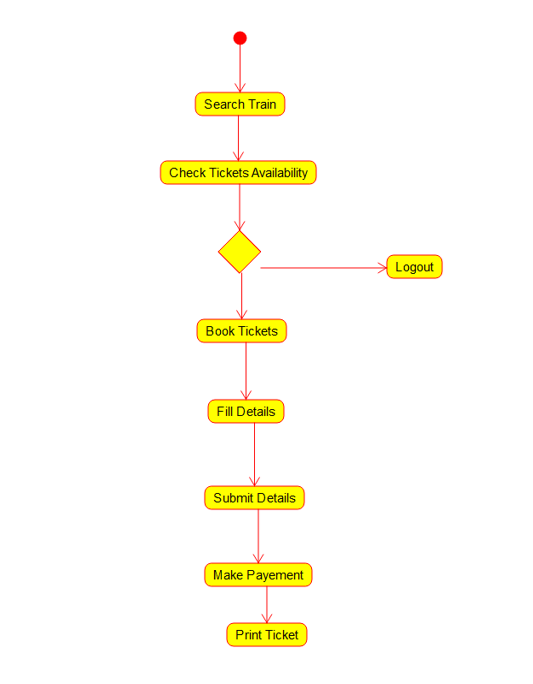 Search Train
Check Tickets Availability
Logout
Book Tickets
Fill Details
Submit Details
Make Payement
Print Ticket